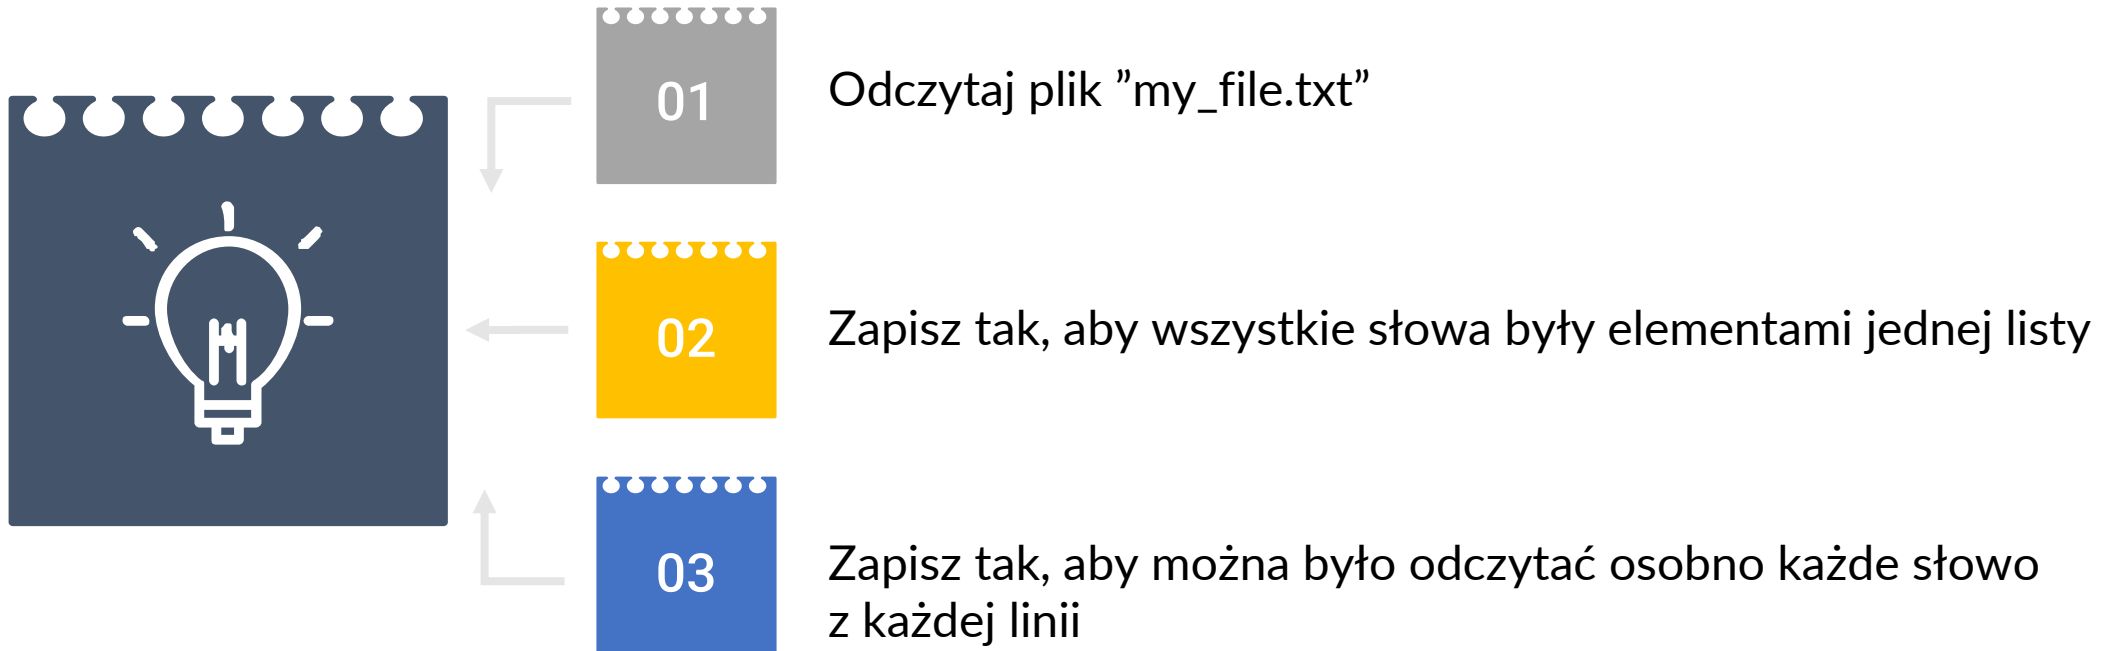 01
Odczytaj plik ”my_file.txt”
02
Zapisz tak, aby wszystkie słowa były elementami jednej listy
03
Zapisz tak, aby można było odczytać osobno każde słowo
z każdej linii